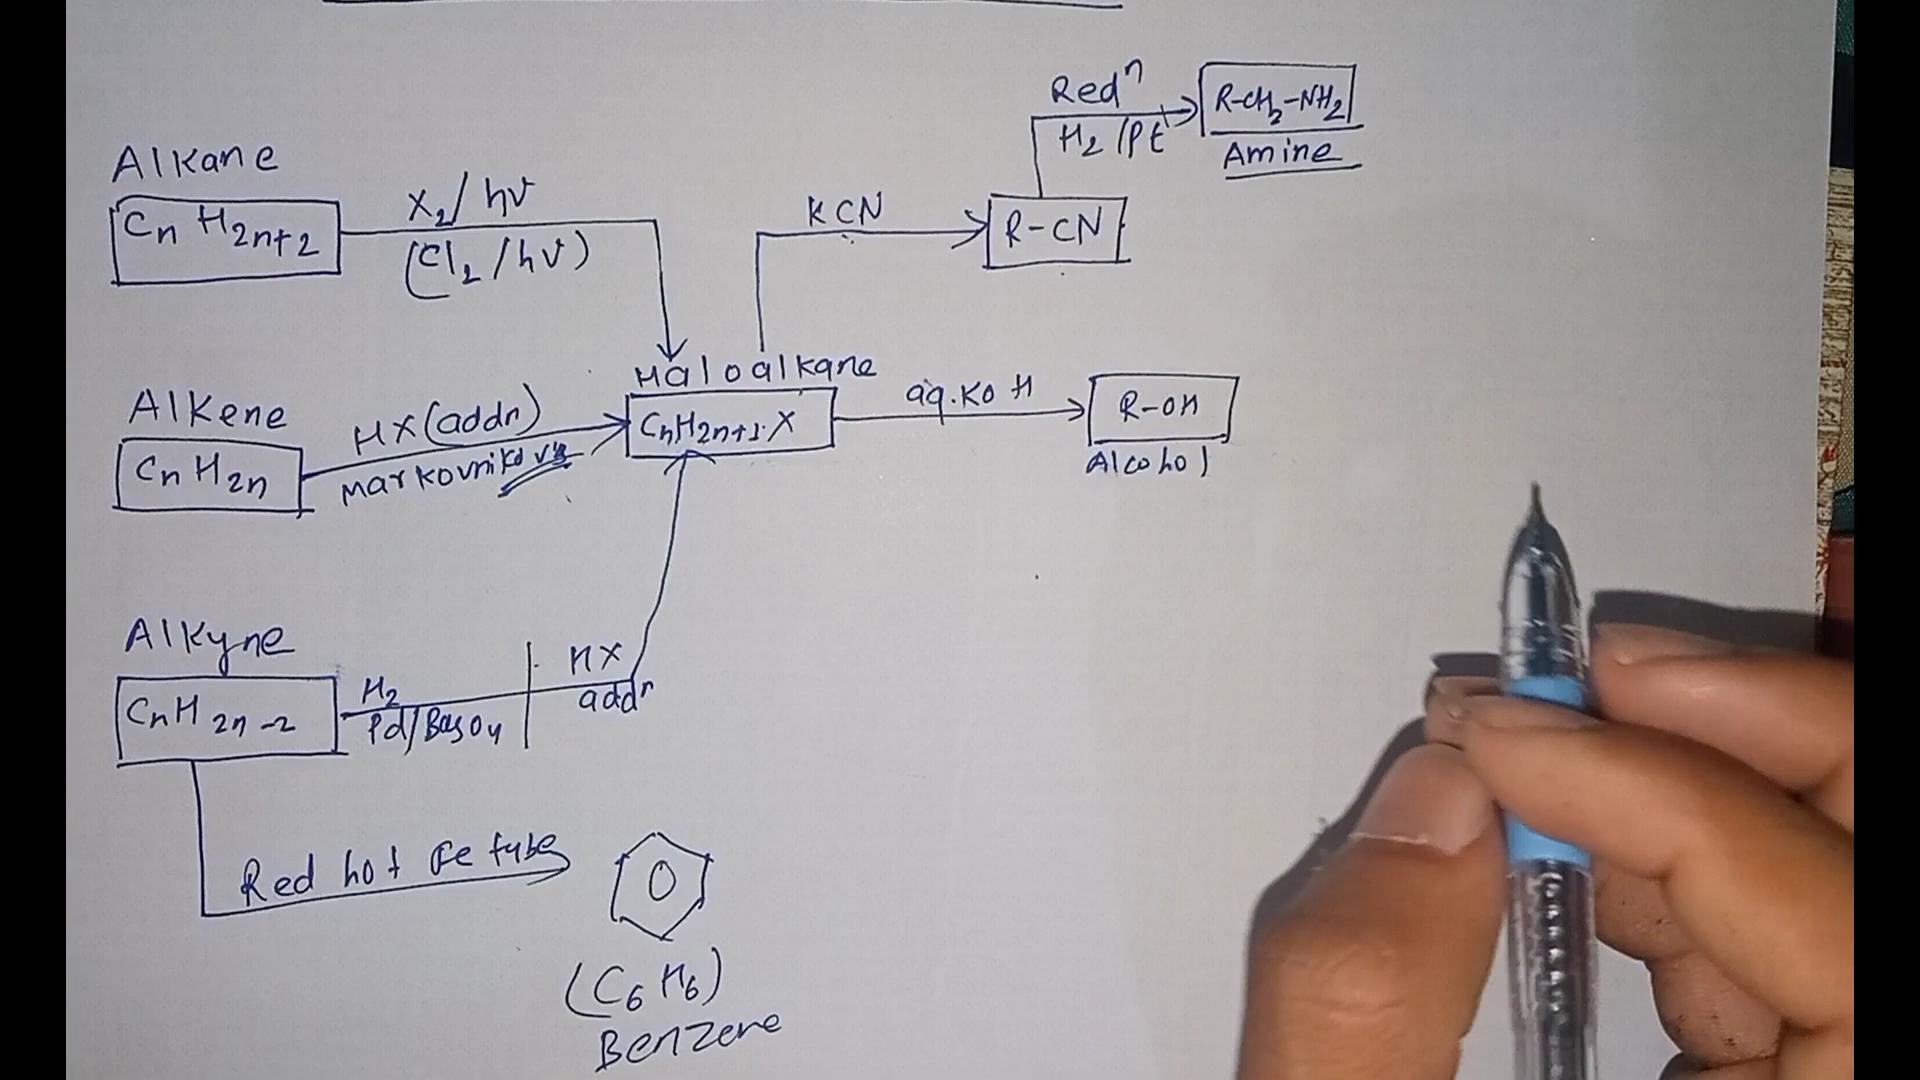 Alkane
CnH2n+2
X2/hv
(Cl2/hv)
KCN
R-CN
Redn
H2/Pt
R-CH2-NH2
Amine
Alkene
CnH2n
HX(addn)
Markovnikov's
Haloalkane
CnH2n+1.X
aq.KOH
R-OH
Alcohol
Alkyne
CnH2n-2
H2
Pd/BaSO4
HX
addn
Red hot Fe tube
(C6H6)
Benzene